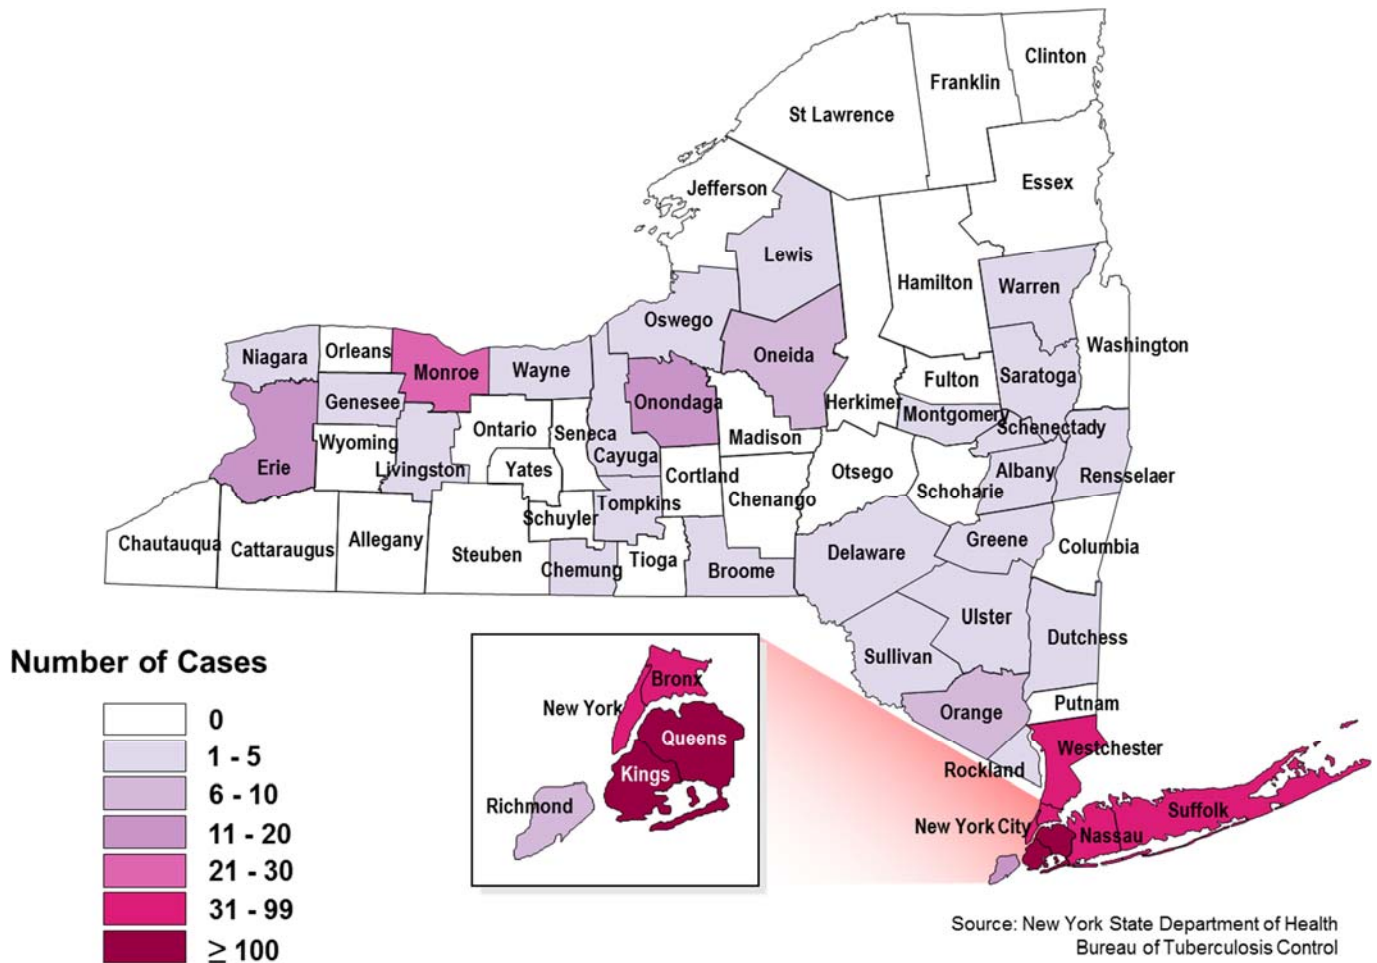 Clinton
Franklin
St Lawrence
Essex
Jefferson
Lewis
Hamilton
Warren
Oswego
Washington
Oneida
Niagara
Orleans
Monroe
Wayne
Saratoga
Fulton
Genesee
Onondaga
Herkimer
Montgomery
Ontario
Seneca
Madison
Schenectady
Wyoming
Cayuga
Erie
Livingston
Yates
Otsego
Albany
Rensselaer
Cortland
Schoharie
Chenango
Tompkins
Schuyler
Chautauqua
Cattaraugus
Allegany
Steuben
Greene
Columbia
Delaware
Tioga
Chemung
Broome
Ulster
Dutchess
Sullivan
Putnam
Orange
Westchester
Rockland
Suffolk
New York City
Nassau
Bronx
New York
Queens
Kings
Richmond
Number of Cases
0
1 - 5
6 - 10
11 - 20
21 - 30
31 - 99
≥ 100
Source: New York State Department of Health
Bureau of Tuberculosis Control